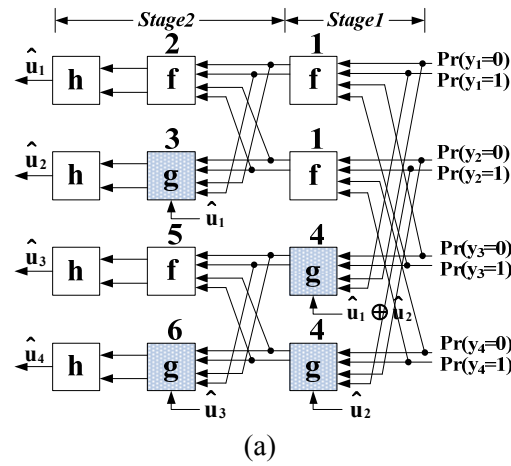 Stage2 Stage1
2 1
û₁ h f f Pr(y₁=0)
Pr(y₁=1)
3 1
û₂ h g f Pr(y₂=0)
Pr(y₂=1)
û₁
5 4
û₃ h f g Pr(y₃=0)
Pr(y₃=1)
û₁ ⊕ û₂
6 4
û₄ h g g Pr(y₄=0)
Pr(y₄=1)
û₃ û₂
(a)